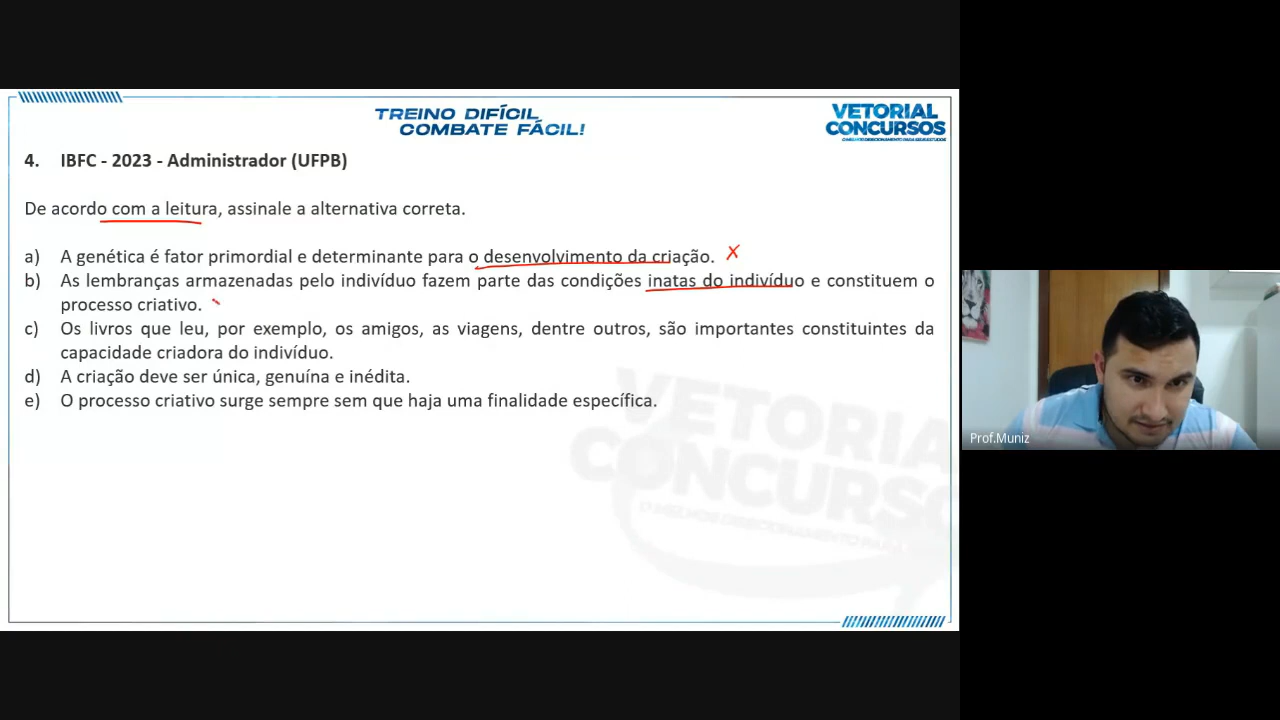 TREINO DIFÍCIL
COMBATE FÁCIL!
VETORIAL
CONCURSOS
4. IBFC - 2023 - Administrador (UFPB)
De acordo com a leitura, assinale a alternativa correta.
a) A genética é fator primordial e determinante para o desenvolvimento da criação.
b) As lembranças armazenadas pelo indivíduo fazem parte das condições inatas do indivíduo e constituem o
processo criativo.
c) Os livros que leu, por exemplo, os amigos, as viagens, dentre outros, são importantes constituintes da
capacidade criadora do indivíduo.
d) A criação deve ser única, genuína e inédita.
e) O processo criativo surge sempre sem que haja uma finalidade específica.
VETORIAL
CONCURSO
Prof.Muniz